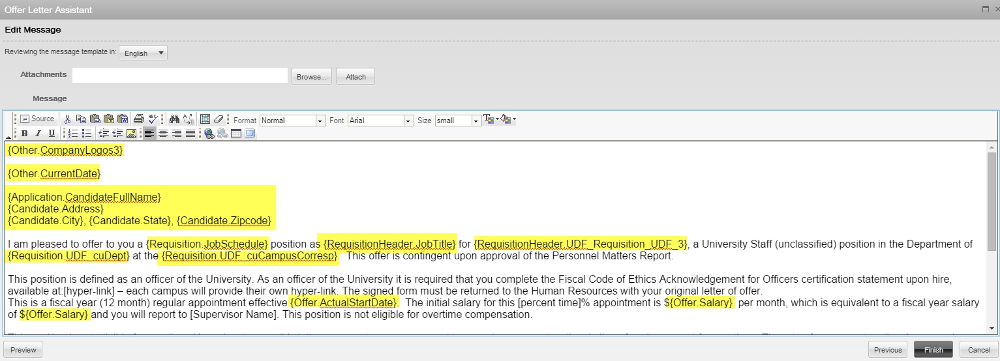 Offer Letter Assistant
Edit Message
Reviewing the message template in: English
Attachments Browse... Attach
Message
Source Format Normal Font Arial Size small
B I U
{Other.CompanyLogos3}
{Other.CurrentDate}
{Application.CandidateFullName}
{Candidate.Address}
{Candidate.City}, {Candidate.State}, {Candidate.Zipcode}
I am pleased to offer to you a {Requisition.JobSchedule} position as {RequisitionHeader.JobTitle} for {RequisitionHeader.UDF_Requisition_UDF_3}, a University Staff (unclassified) position in the Department of
{Requisition.UDF_cuDept} at the {Requisition.UDF_cuCampusCorresp}. This offer is contingent upon approval of the Personnel Matters Report.
This position is defined as an officer of the University. As an officer of the University it is required that you complete the Fiscal Code of Ethics Acknowledgement for Officers certification statement upon hire,
available at:[hyper-link] – each campus will provide their own hyper-link. The signed form must be returned to the Human Resources with your original letter of offer.
This is a fiscal year (12 month) regular appointment effective {Offer.ActualStartDate}. The initial salary for this [percent time]% appointment is ${Offer.Salary} per month, which is equivalent to a fiscal year salary
of ${Offer.Salary} and you will report to [Supervisor Name]. This position is not eligible for overtime compensation.
Preview Previous Finish Cancel